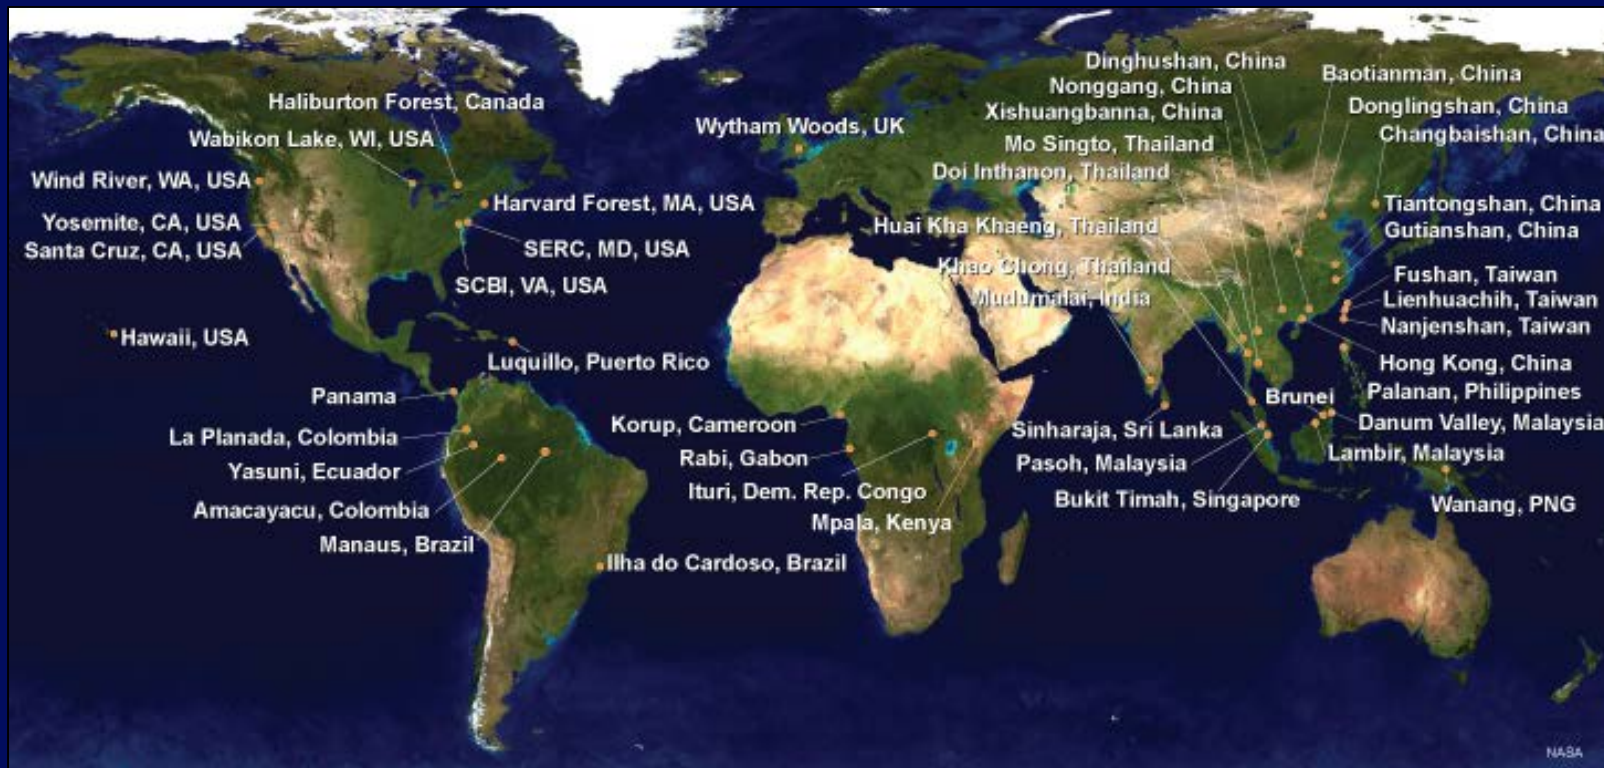 Dinghushan, China
Baotianman, China
Nonggang, China
Haliburton Forest, Canada
Donglingshan, China
Xishuangbanna, China
Wytham Woods, UK
Changbaishan, China
Wabikon Lake, WI, USA
Mo Singto, Thailand
Doi Inthanon, Thailand
Wind River, WA, USA
Harvard Forest, MA, USA
Tiantongshan, China
Yosemite, CA, USA
Huai Kha Khaeng, Thailand
Gutianshan, China
Santa Cruz, CA, USA
SERC, MD, USA
Khao Chong, Thailand
Fushan, Taiwan
SCBI, VA, USA
Mudumalai, India
Lienhuachih, Taiwan
Nanjenshan, Taiwan
Hawaii, USA
Luquillo, Puerto Rico
Hong Kong, China
Palanan, Philippines
Panama
Brunei
Korup, Cameroon
Danum Valley, Malaysia
Sinharaja, Sri Lanka
La Planada, Colombia
Lambir, Malaysia
Rabi, Gabon
Pasoh, Malaysia
Yasuni, Ecuador
Ituri, Dem. Rep. Congo
Bukit Timah, Singapore
Wanang, PNG
Amacayacu, Colombia
Mpala, Kenya
Manaus, Brazil
Ilha do Cardoso, Brazil
NASA